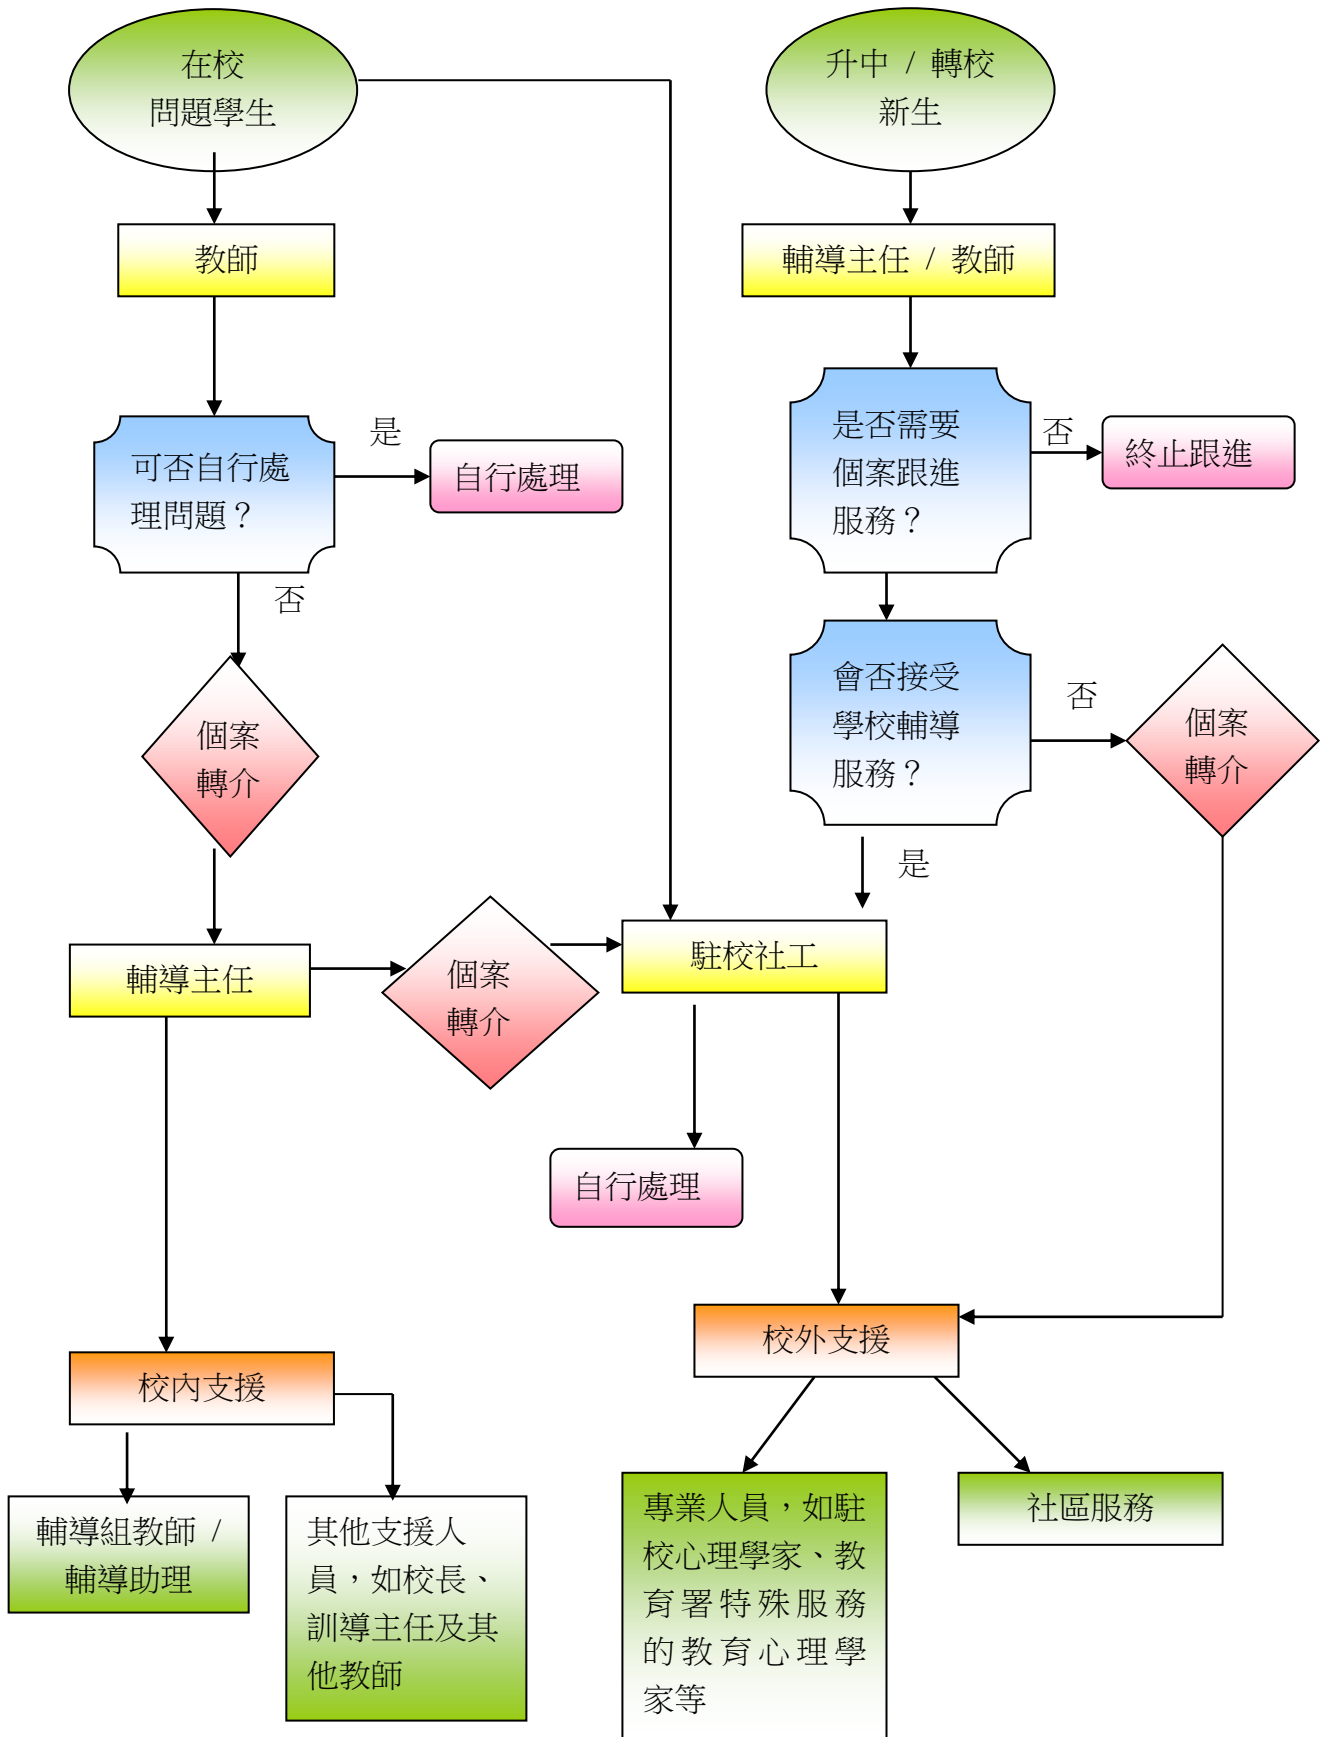 在校
問題學生
升中 / 轉校
新生
教師
輔導主任 / 教師
可否自行處
理問題？
是
自行處理
否
是否需要
個案跟進
服務？
否
終止跟進
會否接受
學校輔導
服務？
否
個案
轉介
是
個案
轉介
輔導主任
個案
轉介
駐校社工
自行處理
校外支援
校內支援
輔導組教師 /
輔導助理
其他支援人
員，如校長、
訓導主任及其
他教師
專業人員，如駐
校心理學家、教
育署特殊服務
的教育心理學
家等
社區服務